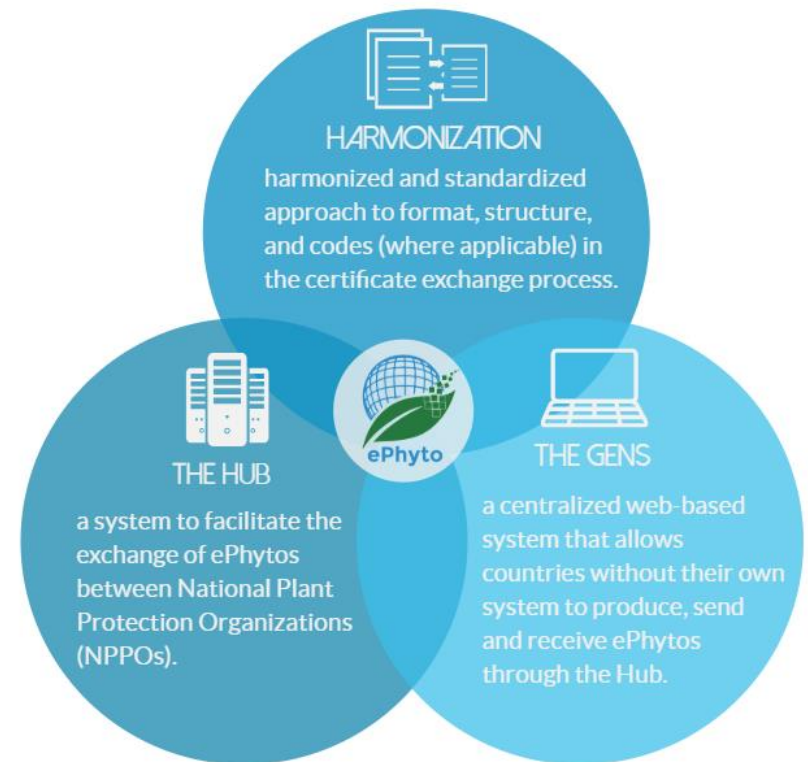 HARMONIZATION
harmonized and standardized
approach to format, structure,
and codes (where applicable) in
the certificate exchange process.
ePhyto
THE HUB
a system to facilitate the
exchange of ePhytos
between National Plant
Protection Organizations
(NPPOs).
THE GENS
a centralized web-based
system that allows
countries without their own
system to produce, send
and receive ePhytos
through the Hub.